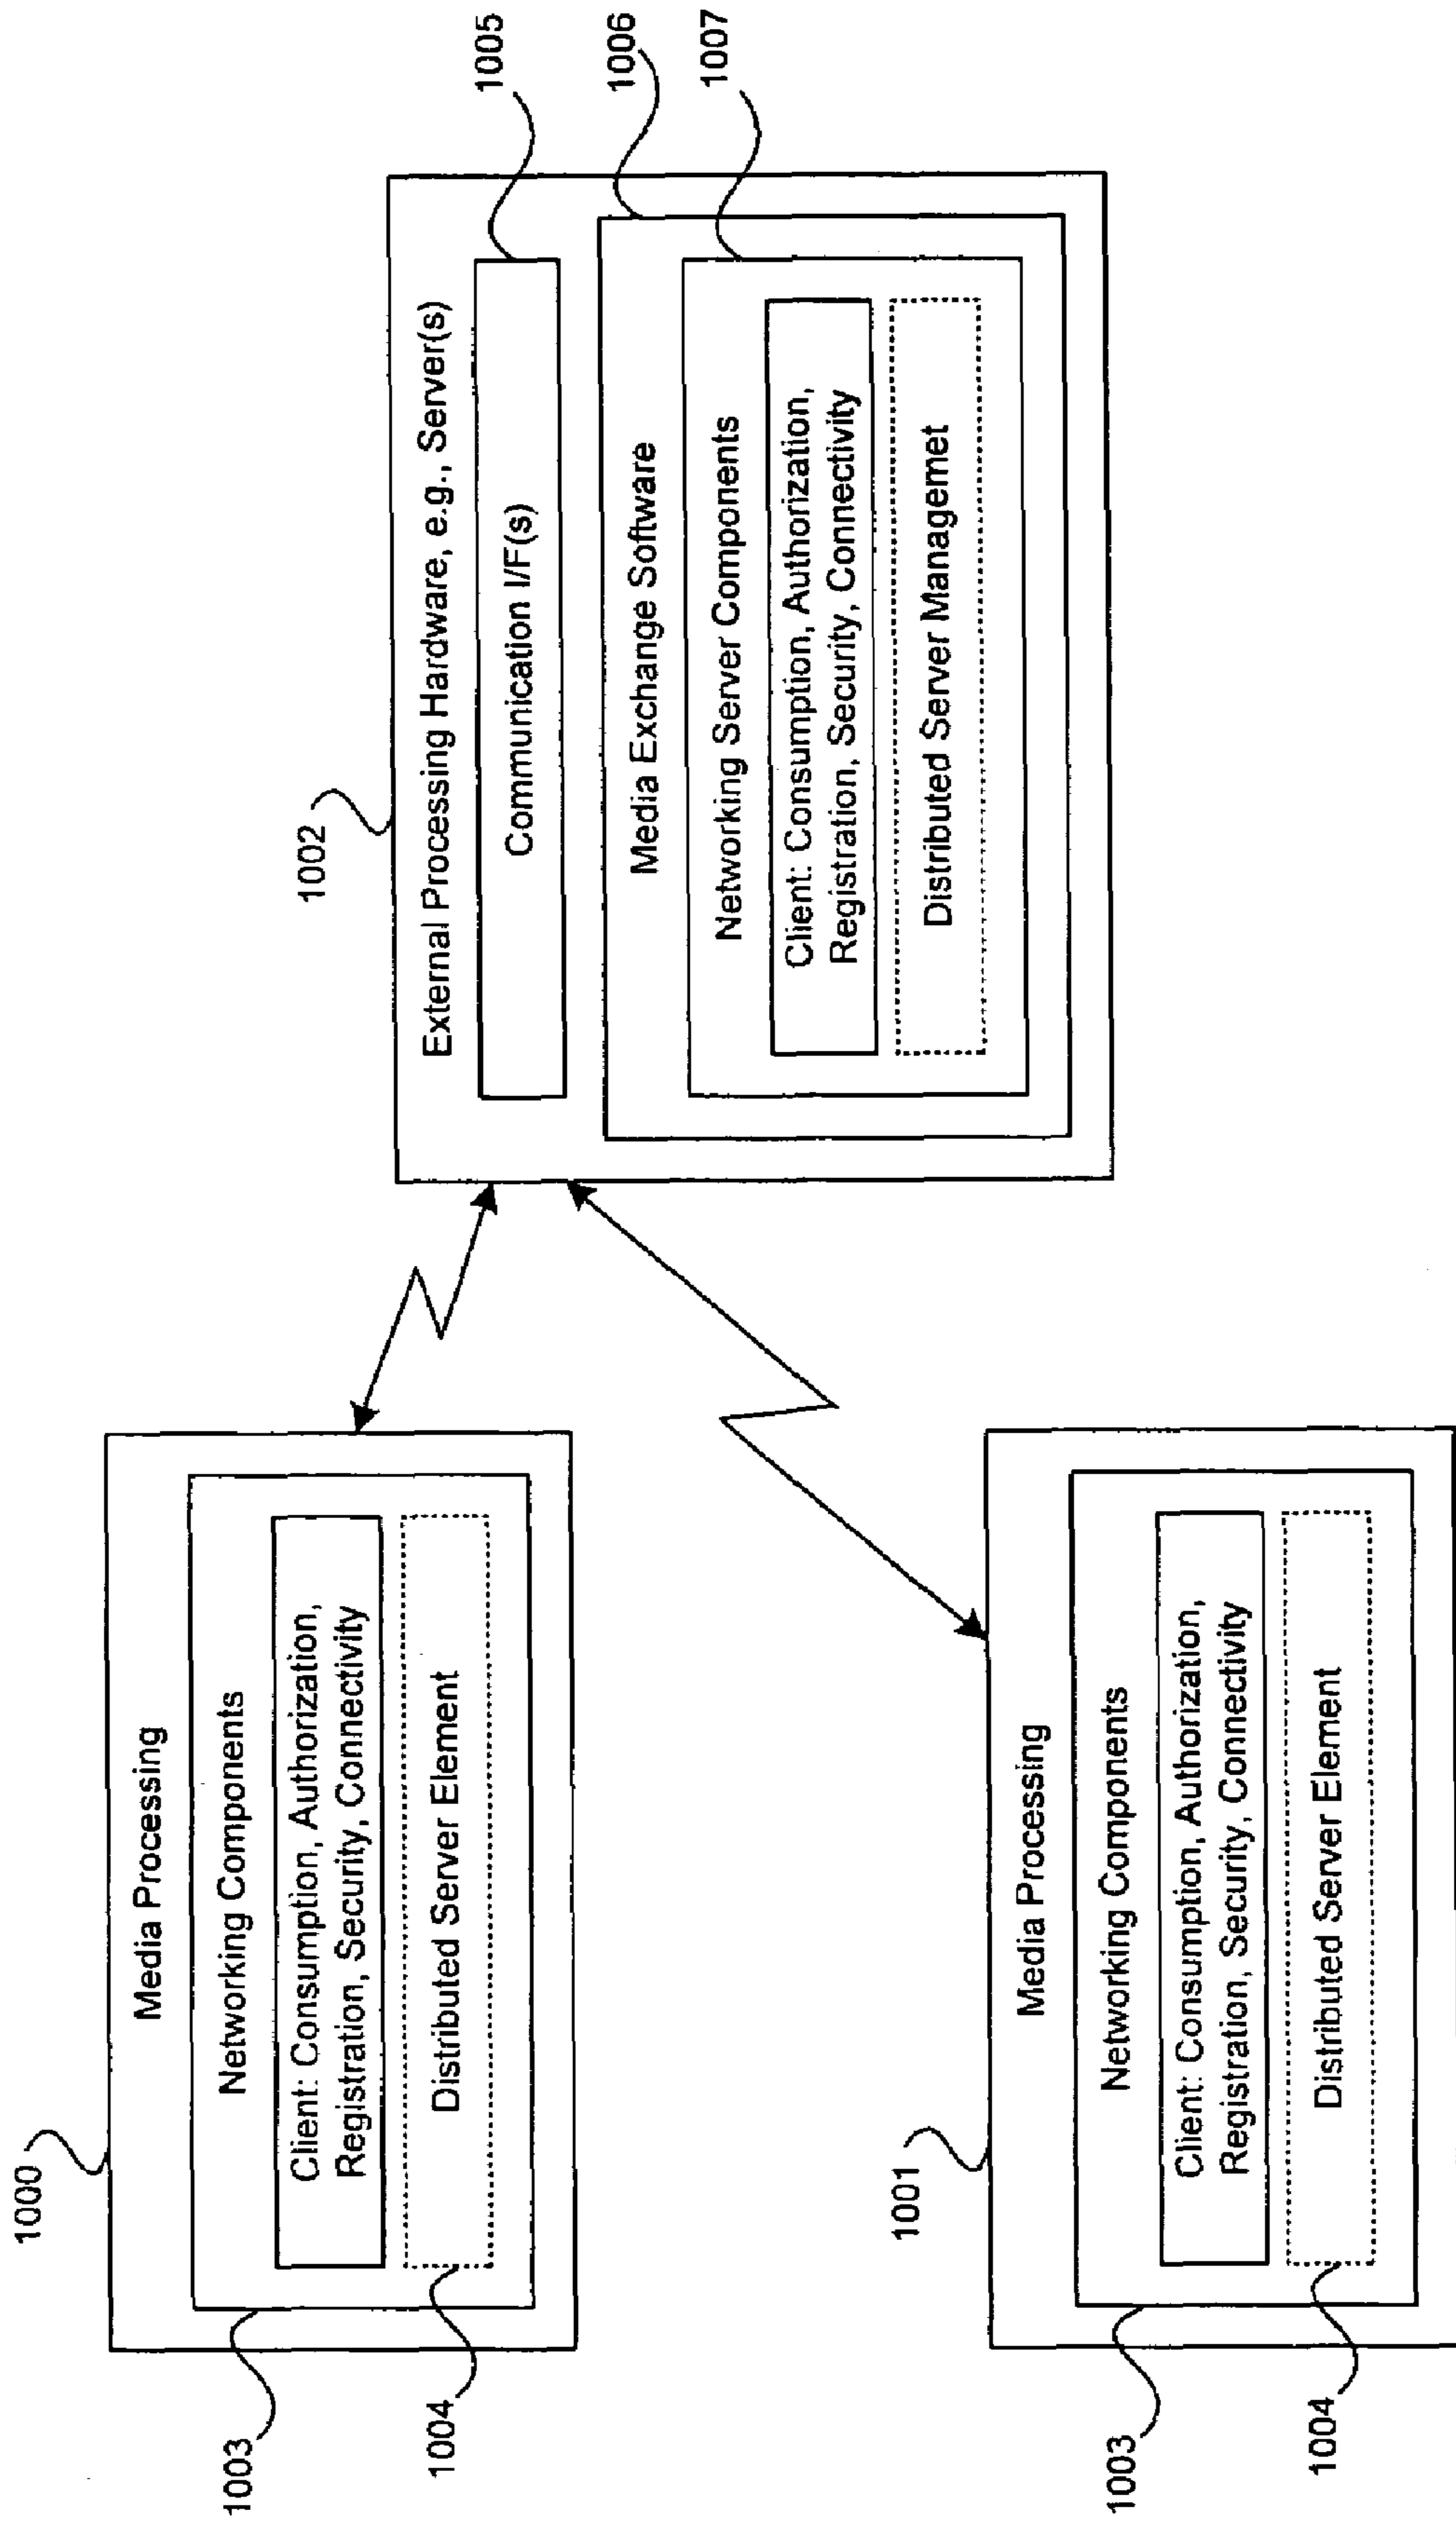 1000
Media Processing
Networking Components
Client: Consumption, Authorization,
Registration, Security, Connectivity
Distributed Server Element
1003
1004
1002
External Processing Hardware, e.g., Server(s)
Communication I/F(s)
Media Exchange Software
Networking Server Components
Client: Consumption, Authorization,
Registration, Security, Connectivity
Distributed Server Managemet
1005
1006
1007
1001
Media Processing
Networking Components
Client: Consumption, Authorization,
Registration, Security, Connectivity
Distributed Server Element
1003
1004